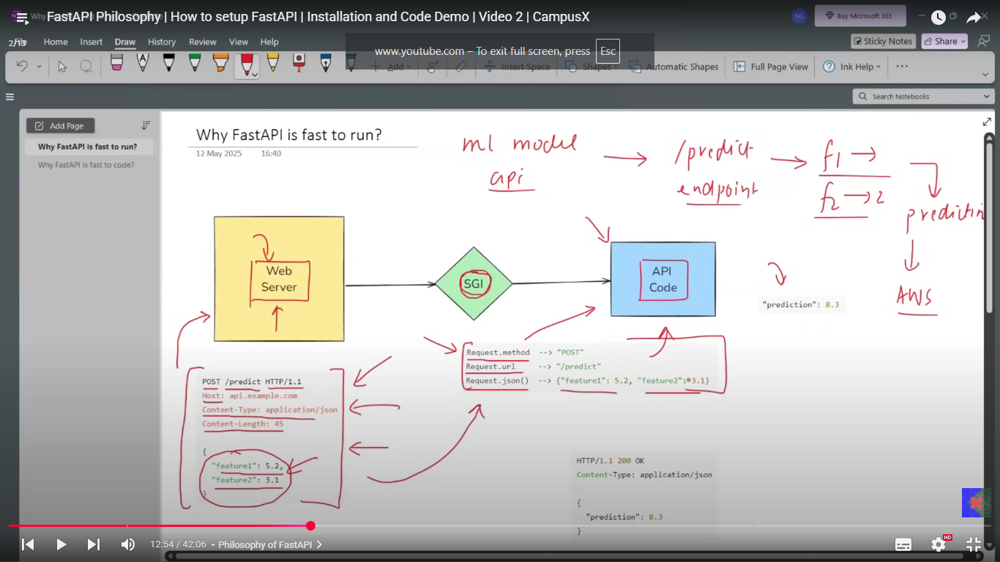 FastAPI Philosophy | How to setup FastAPI | Installation and Code Demo | Video 2 | CampusX
NS
Buy Microsoft 365
2/13
Home Insert Draw History Review View Help
Sticky Notes
Share
www.youtube.com – To exit full screen, press Esc
Add
Insert Space
Shapes
Automatic Shapes
Full Page View
Ink Help
Search Notebooks
Add Page
Why FastAPI is fast to run?
Why FastAPI is fast to code?
Why FastAPI is fast to run?
12 May 2025 16:40
ml model
api
/predict
endpoint
f1 →
f2 → 2
AWS
Web
Server
SGI
API
Code
"prediction": 8.3
Request.method --> "POST"
Request.url --> "/predict"
Request.json() --> {"feature1": 5.2, "feature2": 3.1}
POST /predict HTTP/1.1
Host: api.example.com
Content-Type: application/json
Content-Length: 45
{
"feature1": 5.2,
"feature2": 3.1
}
HTTP/1.1 200 OK
Content-Type: application/json
{
"prediction": 8.3
}
12:54 / 42:06 • Philosophy of FastAPI
HD